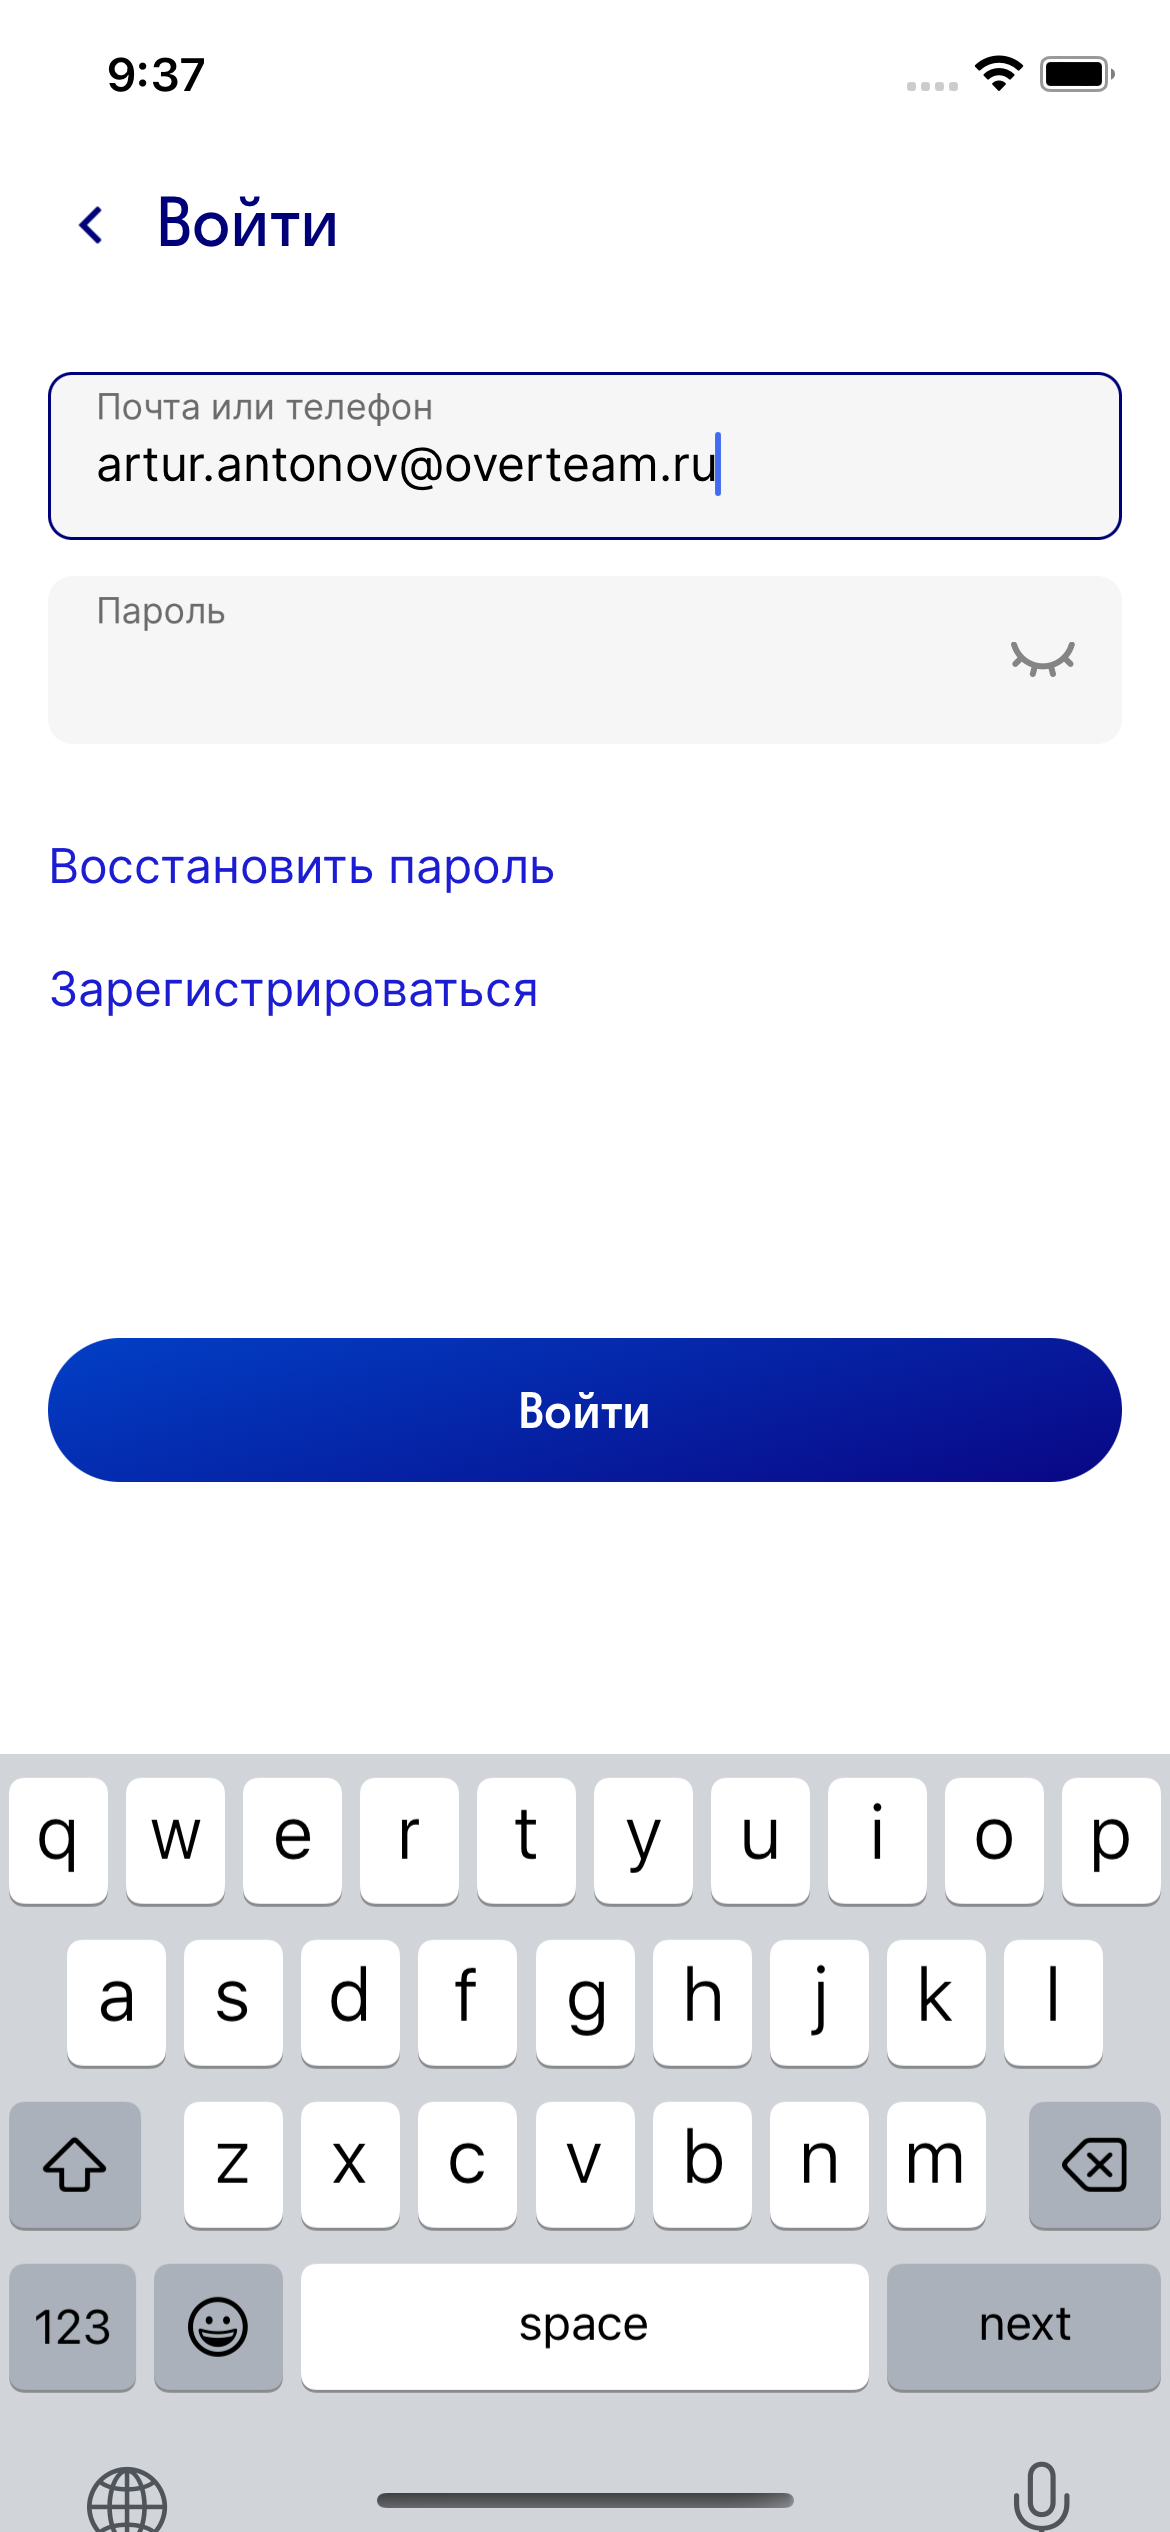 9:37
Войти
Почта или телефон
artur.antonov@overteam.ru
Пароль
Восстановить пароль
Зарегистрироваться
Войти
q w e r t y u i o p
a s d f g h j k l
z x c v b n m
123 space next